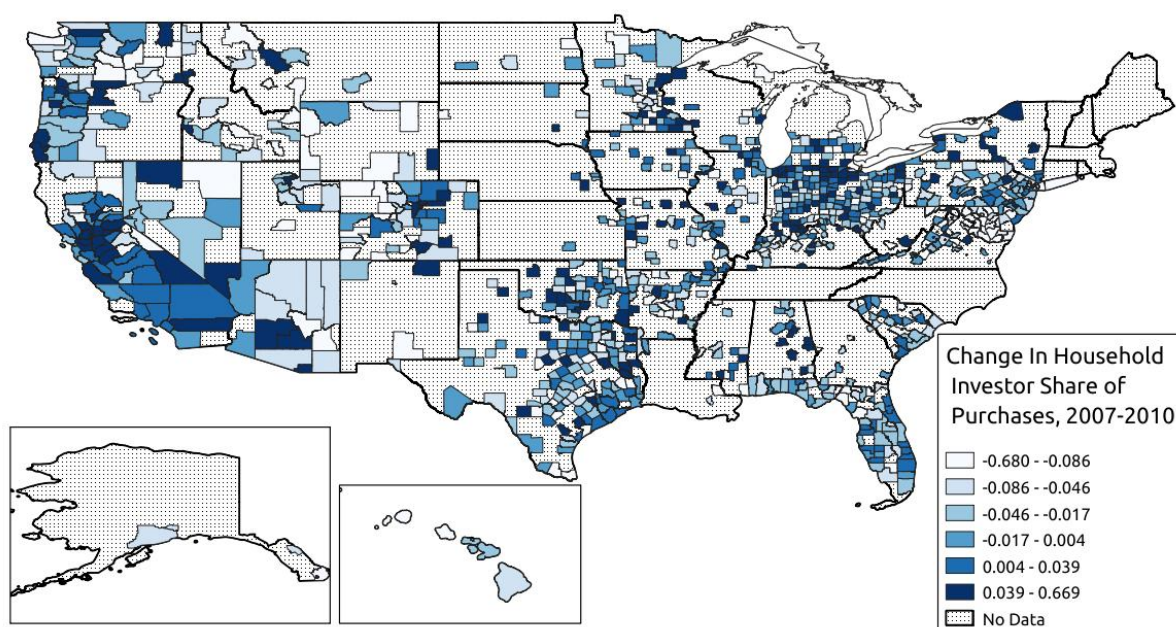 Change In Household
Investor Share of
Purchases, 2007-2010
-0.680 - -0.086
-0.086 - -0.046
-0.046 - -0.017
-0.017 - 0.004
0.004 - 0.039
0.039 - 0.669
No Data